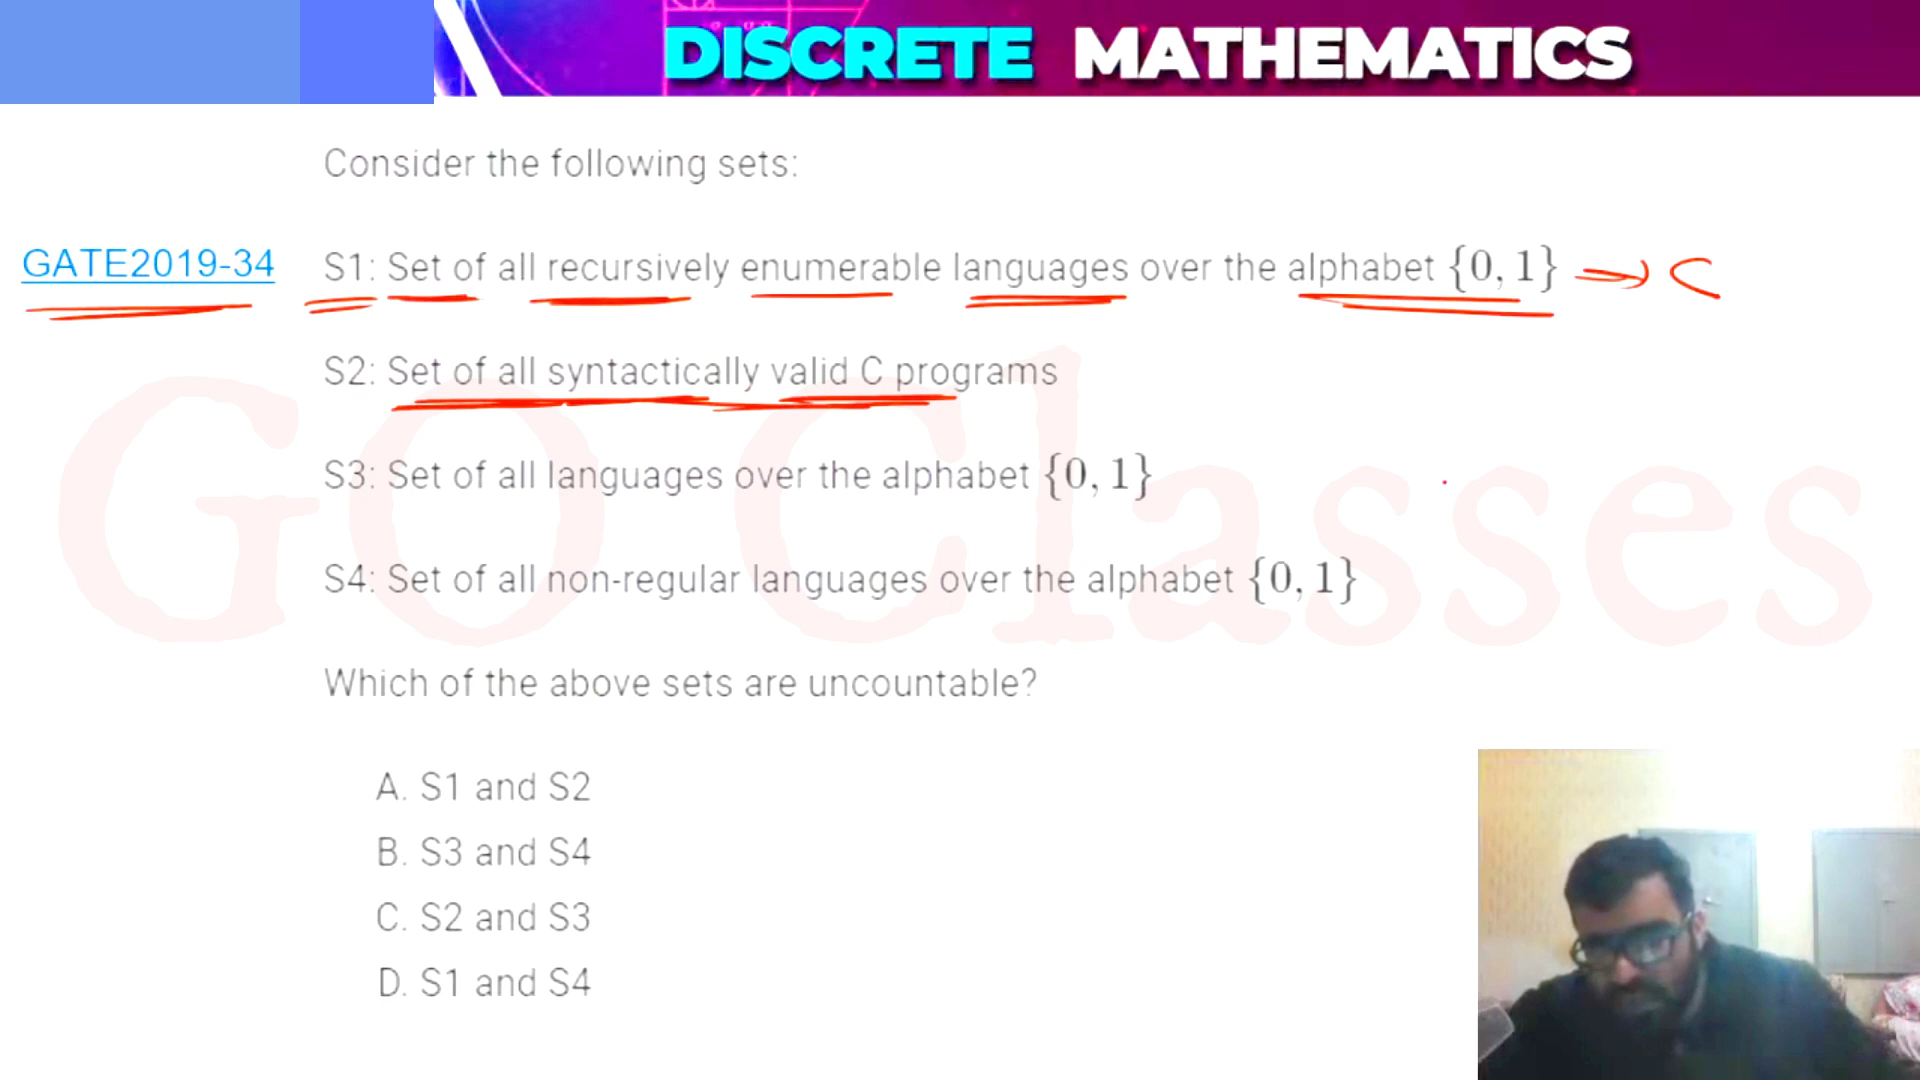 DISCRETE MATHEMATICS
Consider the following sets:
GATE2019-34
S1: Set of all recursively enumerable languages over the alphabet {0, 1} → C
S2: Set of all syntactically valid C programs
S3: Set of all languages over the alphabet {0, 1}
S4: Set of all non-regular languages over the alphabet {0, 1}
GO Classes
Which of the above sets are uncountable?
A. S1 and S2
B. S3 and S4
C. S2 and S3
D. S1 and S4